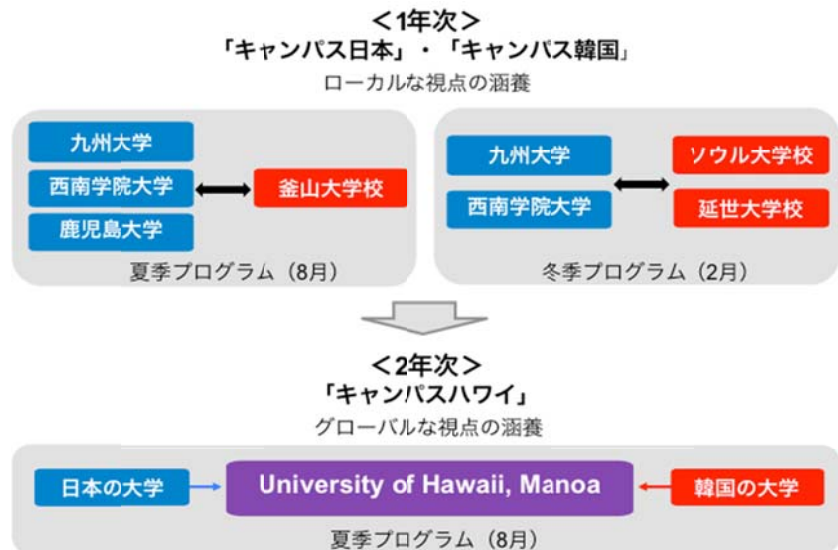 ＜1年次＞
「キャンパス日本」・「キャンパス韓国」
ローカルな視点の涵養
九州大学
西南学院大学
鹿児島大学
釜山大学校
夏季プログラム（8月）
九州大学
西南学院大学
ソウル大学校
延世大学校
冬季プログラム（2月）
＜2年次＞
「キャンパスハワイ」
グローバルな視点の涵養
日本の大学
University of Hawaii, Manoa
韓国の大学
夏季プログラム（8月）